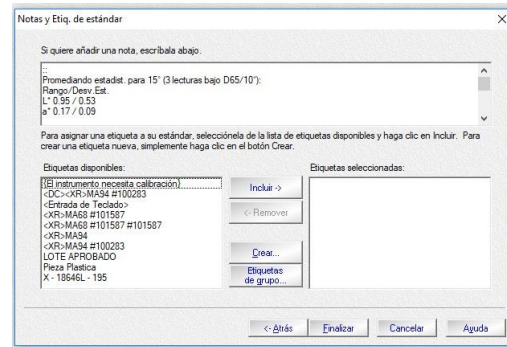 Notas y Etiq. de estándar
Si quiere añadir una nota, escríbala abajo.
::
Promediando estadist. para 15° (3 lecturas bajo D65/10°):
Rango/Desv.Est.
L* 0.95 / 0.53
a* 0.17 / 0.09
Para asignar una etiqueta a su estándar, selecciónela de la lista de etiquetas disponibles y haga clic en Incluir. Para
crear una etiqueta nueva, simplemente haga clic en el botón Crear.
Etiquetas disponibles:
{El instrumento necesita calibración}
<DC><XR>MA94 #100283
<Entrada de Teclado>
<XR>MA68 #101587
<XR>MA68 #101587 #101587
<XR>MA94
<XR>MA94 #100283
LOTE APROBADO
Pieza Plastica
X - 18646L - 195
Incluir ->
<- Remover
Crear...
Etiquetas
de grupo...
Etiquetas seleccionadas:
<- Atrás
Finalizar
Cancelar
Ayuda